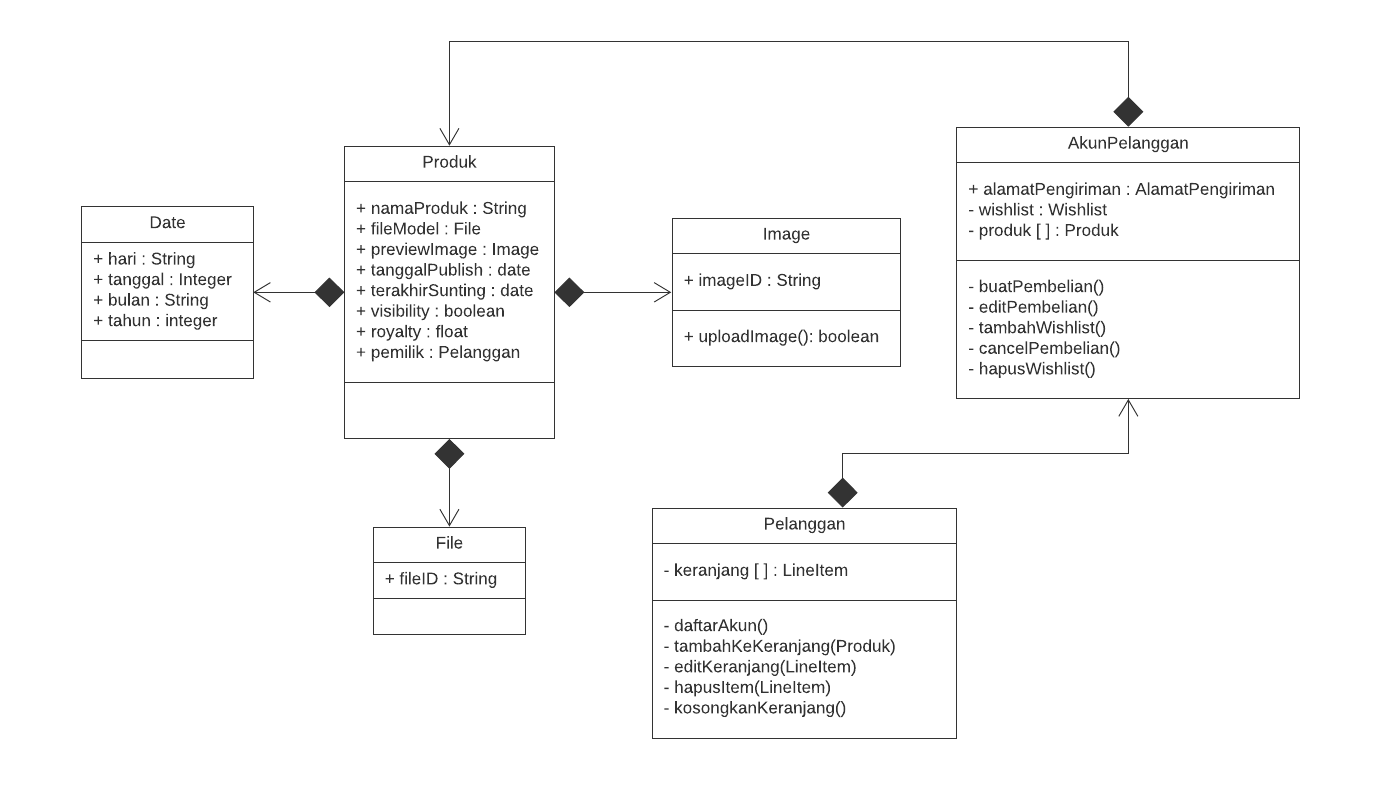 Produk
+ namaProduk : String
+ fileModel : File
+ previewImage : Image
+ tanggalPublish : date
+ terakhirSunting : date
+ visibility : boolean
+ royalty : float
+ pemilik : Pelanggan
Date
+ hari : String
+ tanggal : Integer
+ bulan : String
+ tahun : integer
Image
+ imageID : String
+ uploadImage(): boolean
AkunPelanggan
+ alamatPengiriman : AlamatPengiriman
- wishlist : Wishlist
- produk [ ] : Produk
- buatPembelian()
- editPembelian()
- tambahWishlist()
- cancelPembelian()
- hapusWishlist()
File
+ fileID : String
Pelanggan
- keranjang [ ] : LineItem
- daftarAkun()
- tambahKeKeranjang(Produk)
- editKeranjang(LineItem)
- hapusItem(LineItem)
- kosongkanKeranjang()